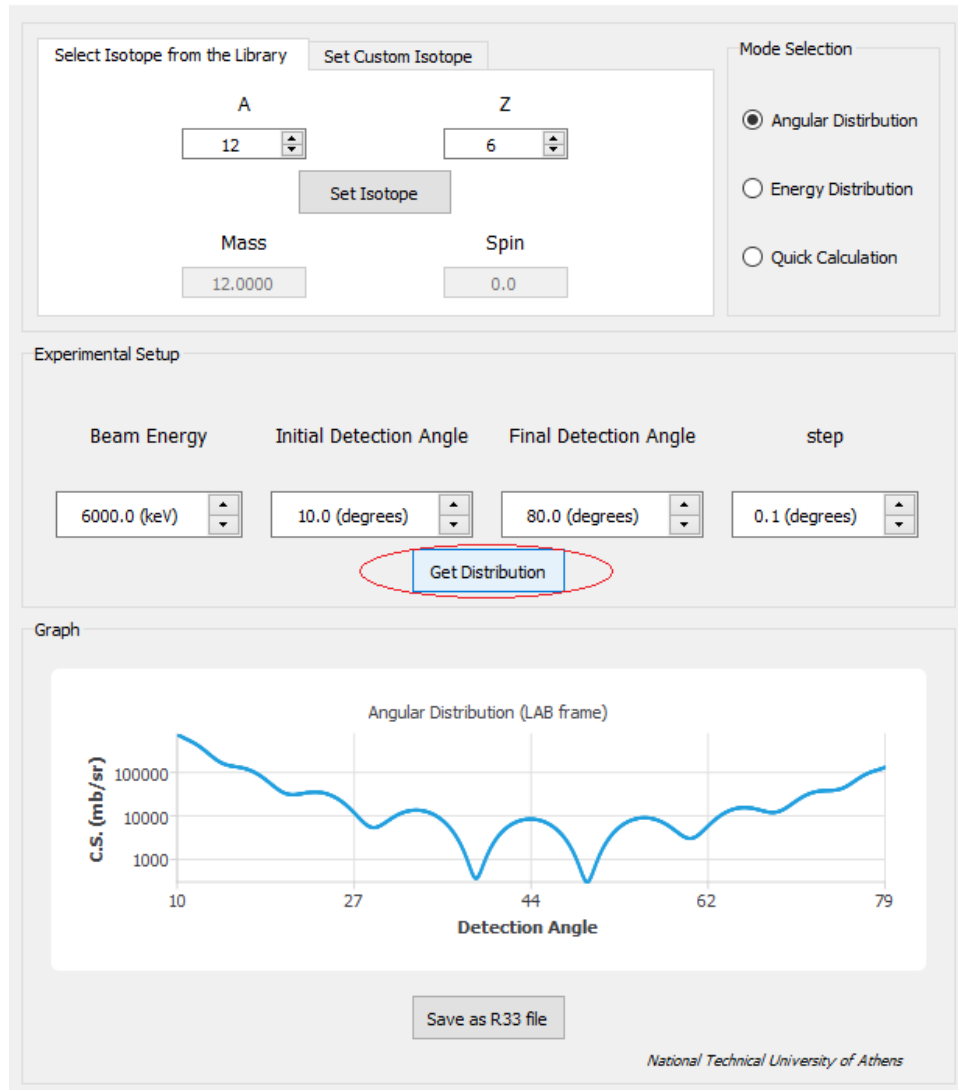 Select Isotope from the Library Set Custom Isotope
Mode Selection
A Z
12 6
Set Isotope
Mass Spin
12.0000 0.0
Angular Distirbution
Energy Distribution
Quick Calculation
Experimental Setup
Beam Energy Initial Detection Angle Final Detection Angle step
6000.0 (keV) 10.0 (degrees) 80.0 (degrees) 0.1 (degrees)
Get Distribution
Graph
Angular Distribution (LAB frame)
C.S. (mb/sr)
100000
10000
1000
10 27 44 62 79
Detection Angle
Save as R33 file
National Technical University of Athens